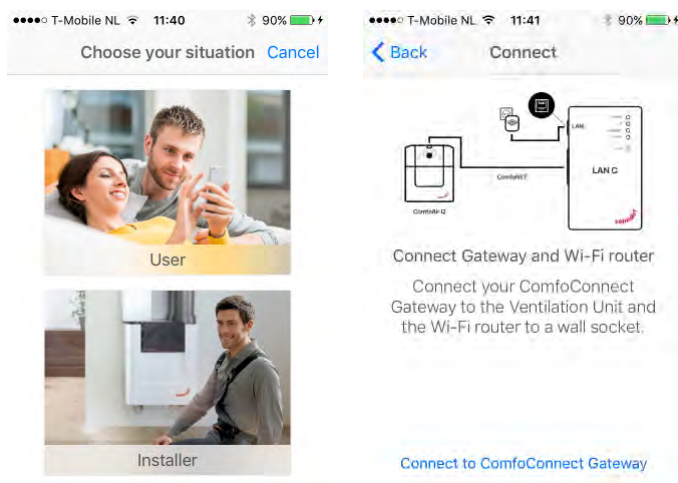 T-Mobile NL 11:40 90%
Choose your situation Cancel
User
Installer
T-Mobile NL 11:41 90%
Back Connect
LAN
LAN C
ComfoNET
ComfoAir Q
zehnder
Connect Gateway and Wi-Fi router
Connect your ComfoConnect
Gateway to the Ventilation Unit and
the Wi-Fi router to a wall socket.
Connect to ComfoConnect Gateway